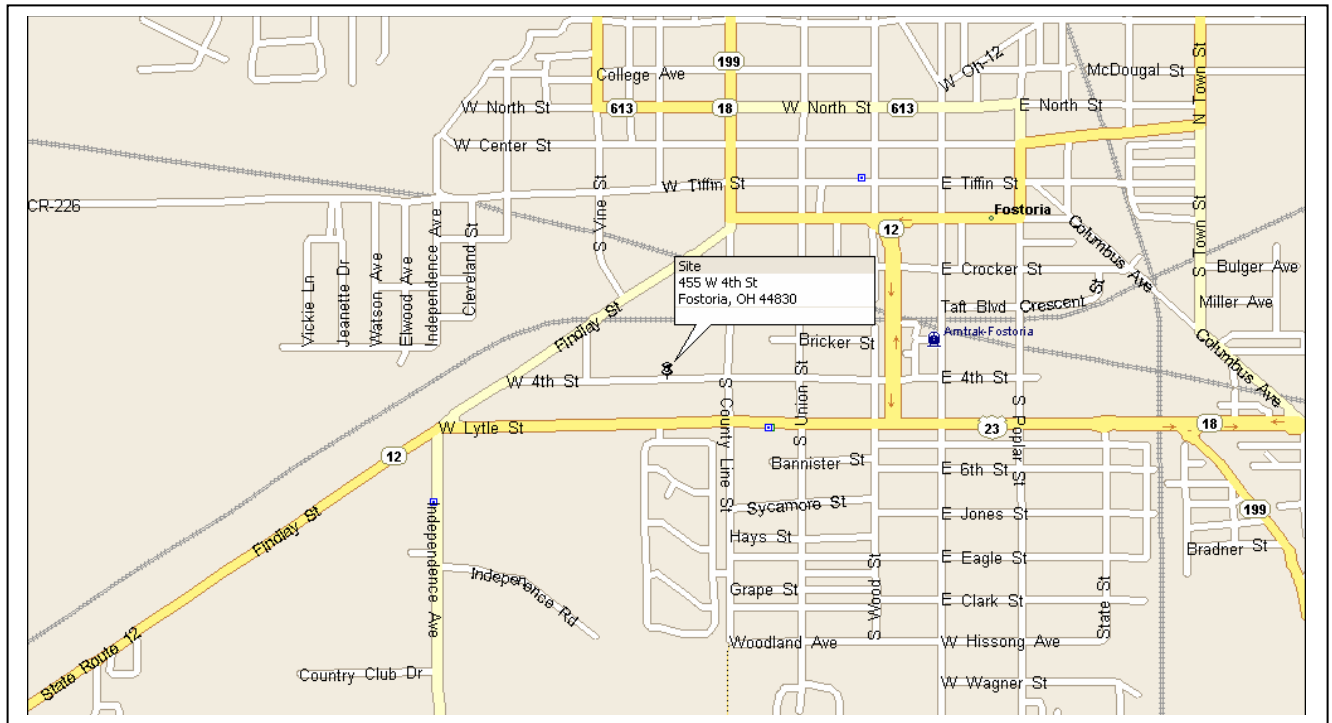 199
W Oh-12
N Town St
College Ave
McDougal St
W North St
613
18
W North St
613
E North St
W Center St
W Tiffin St
E Tiffin St
CR-226
S Vine St
Fostoria
12
Columbus Ave
S Town St
Vickie Ln
Jeanette Dr
Watson Ave
Elwood Ave
Independence Ave
Cleveland St
Site
455 W 4th St
Fostoria, OH 44830
E Crocker St
Bulger Ave
Taft Blvd
Crescent St
Miller Ave
Findlay St
Bricker St
Amtrak-Fostoria
Columbus Ave
W 4th St
E 4th St
S County Line St
S Union St
S Poplar St
W Lytle St
23
18
12
Bannister St
E 6th St
Sycamore St
E Jones St
199
Findlay St
Independence Ave
Hays St
Bradner St
E Eagle St
Independence Rd
Grape St
S Wood St
E Clark St
State St
Woodland Ave
W Hissong Ave
State Route 12
Country Club Dr
W Wagner St